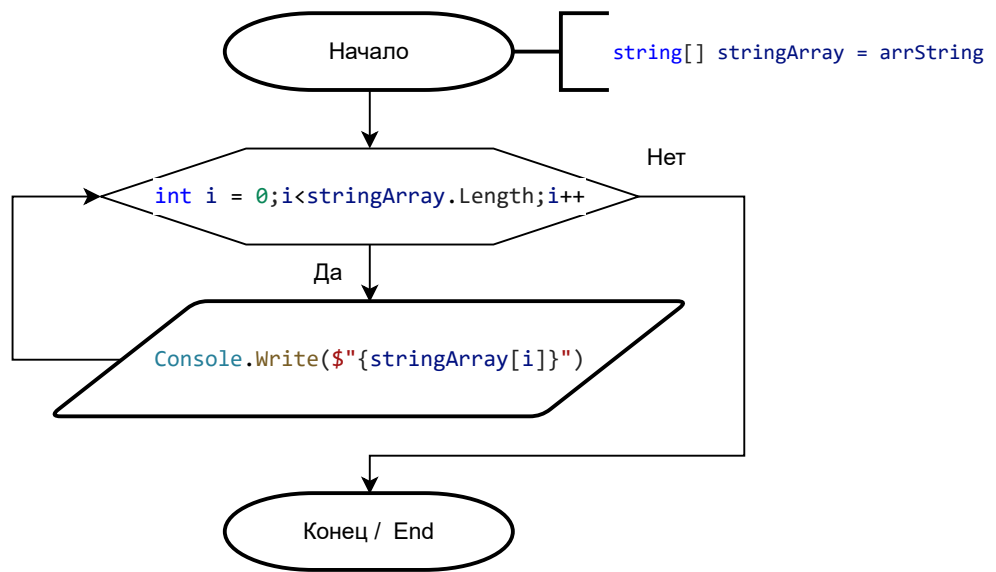 Начало
string[] stringArray = arrString
Нет
int i = 0;i<stringArray.Length;i++
Да
Console.Write($"{stringArray[i]}")
Конец / End